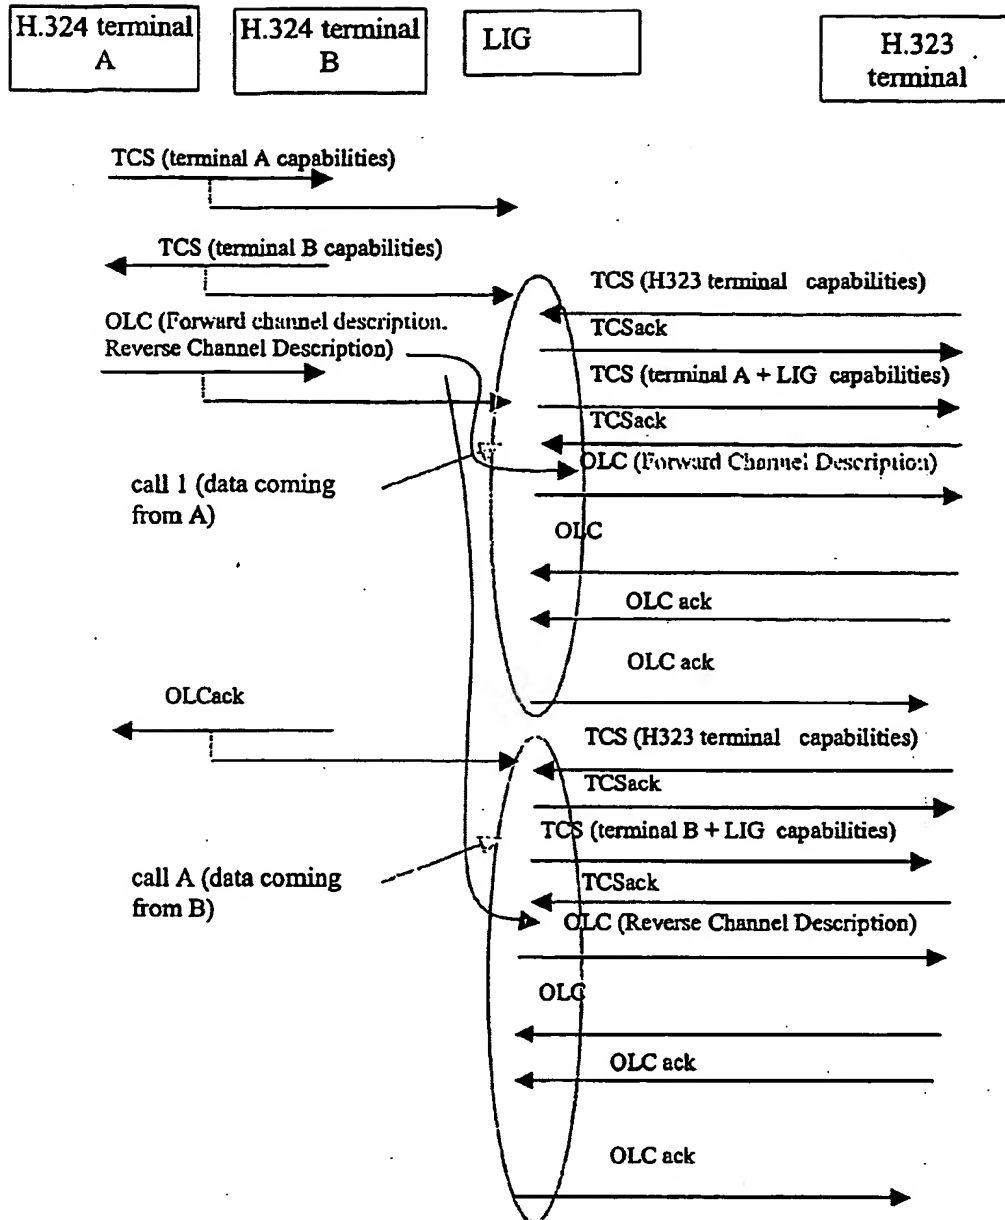 H.324 terminal
A
H.324 terminal
B
LIG
H.323
terminal
TCS (terminal A capabilities)
TCS (terminal B capabilities)
TCS (H323 terminal capabilities)
OLC (Forward channel description.
Reverse Channel Description)
TCSack
TCS (terminal A + LIG capabilities)
TCSack
OLC (Forward Channel Description)
call 1 (data coming
from A)
OLC
OLC ack
OLC ack
OLCack
TCS (H323 terminal capabilities)
TCSack
TCS (terminal B + LIG capabilities)
call A (data coming
from B)
TCSack
OLC (Reverse Channel Description)
OLC
OLC ack
OLC ack